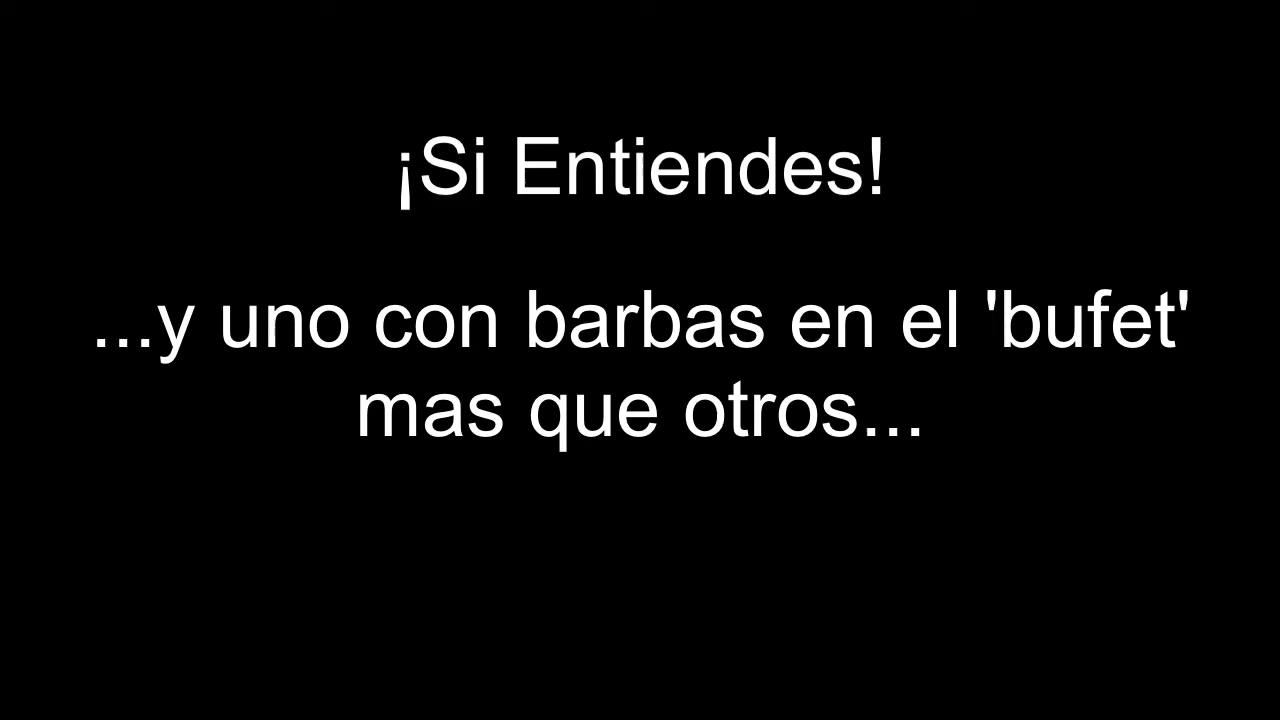 ¡Si Entiendes!
...y uno con barbas en el 'bufet'
mas que otros...